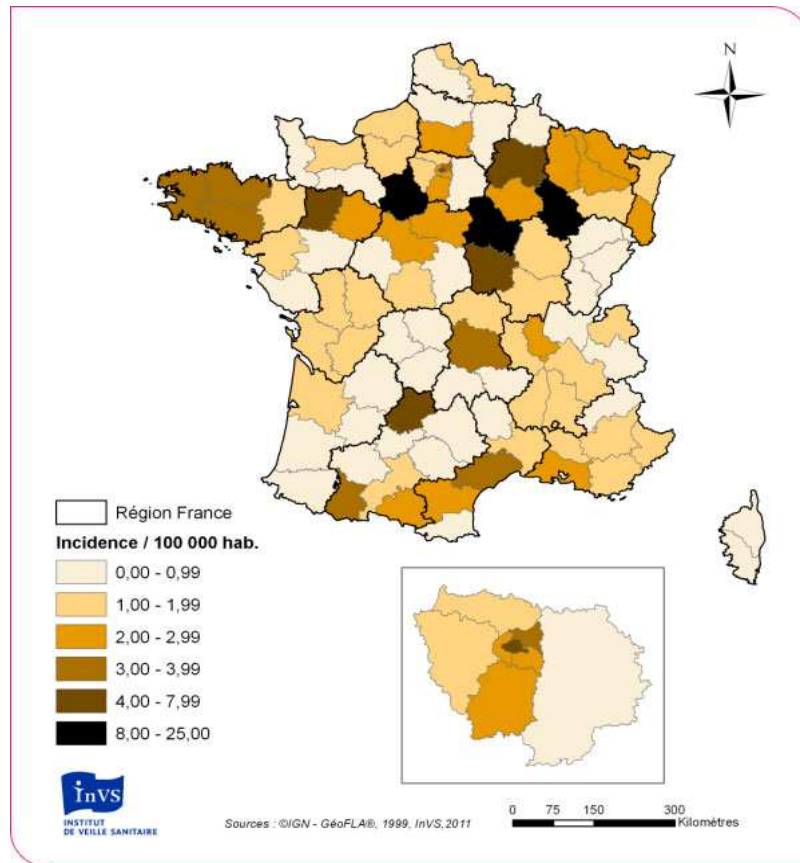 N
Région France
Incidence / 100 000 hab.
0,00 - 0,99
1,00 - 1,99
2,00 - 2,99
3,00 - 3,99
4,00 - 7,99
8,00 - 25,00
inVS
INSTITUT
DE VEILLE SANITAIRE
Sources : ©IGN - GéoFLA®, 1999, InVS,2011
0 75 150 300
Kilomètres